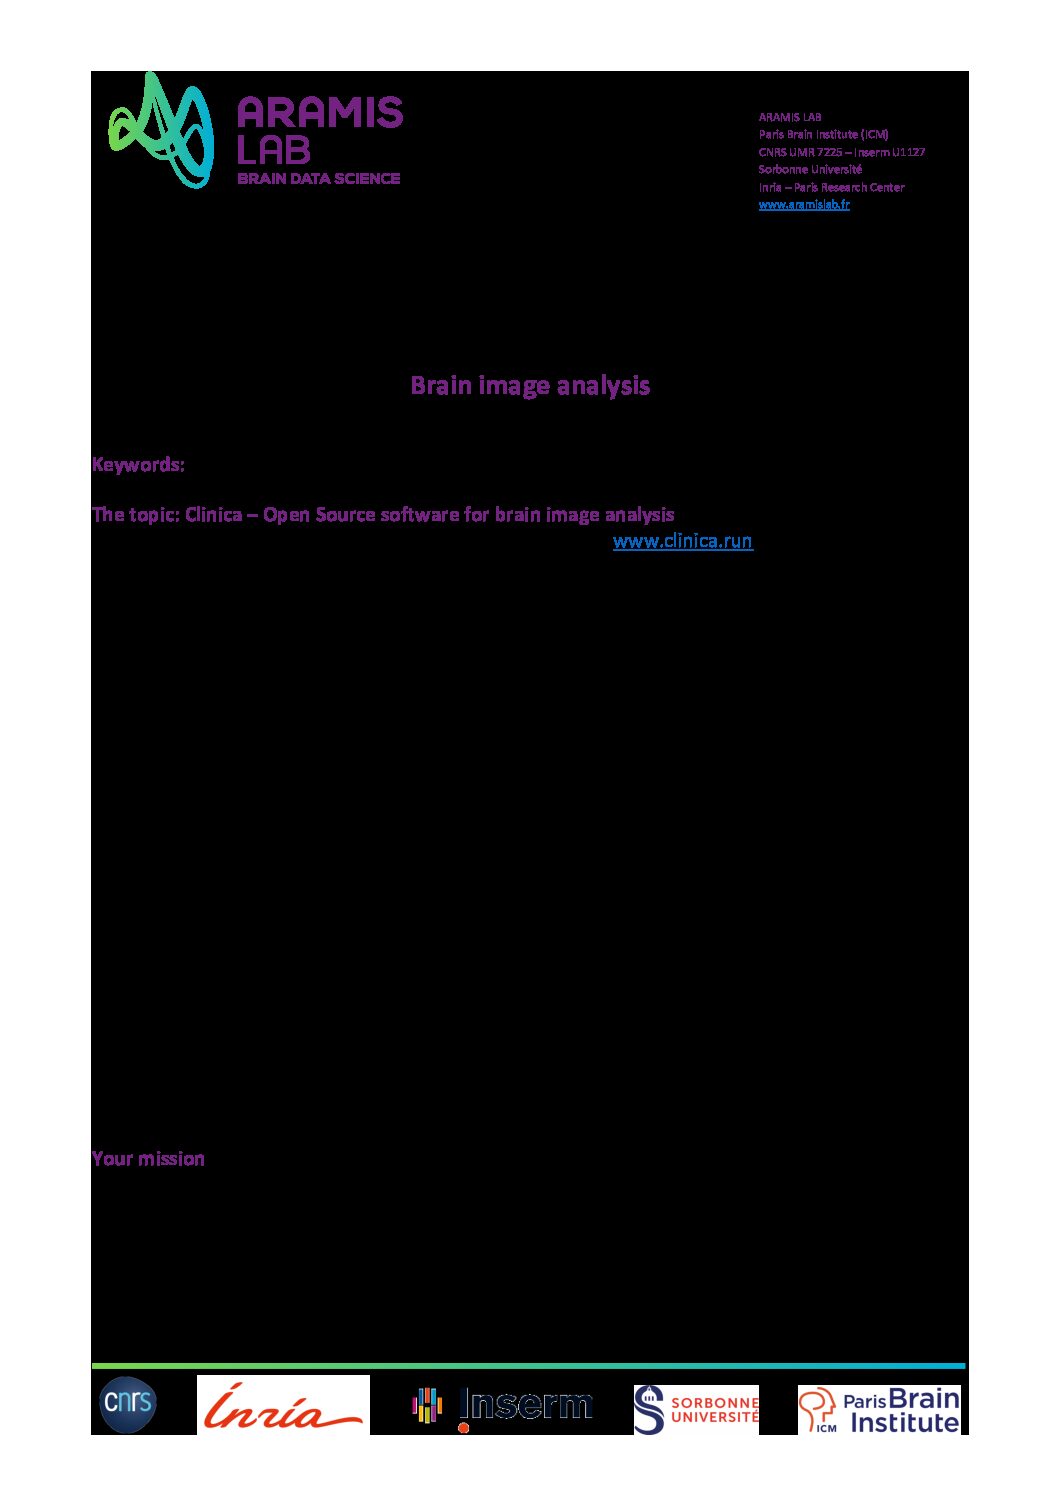 ARAMIS
LAB
BRAIN DATA SCIENCE
ARAMIS LAB
Paris Brain Institute (ICM)
CNRS UMR 7225 – Inserm U1127
Sorbonne Université
Inria – Paris Research Center
www.aramislab.fr
Brain image analysis
Keywords:
The topic: Clinica – Open Source software for brain image analysis
www.clinica.run
Your mission
cnrs
Inria
Inserm
SORBONNE
UNIVERSITÉ
Paris Brain
Institute
ICM